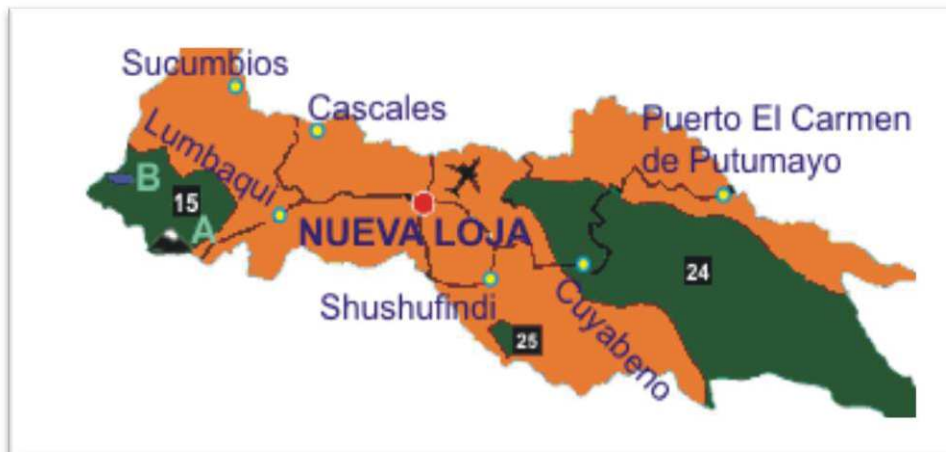 Sucumbios
Cascales
Puerto El Carmen
de Putumayo
Lumbaqui
B
15
A
NUEVA LOJA
24
Shushufindi
Cuyabeno
25